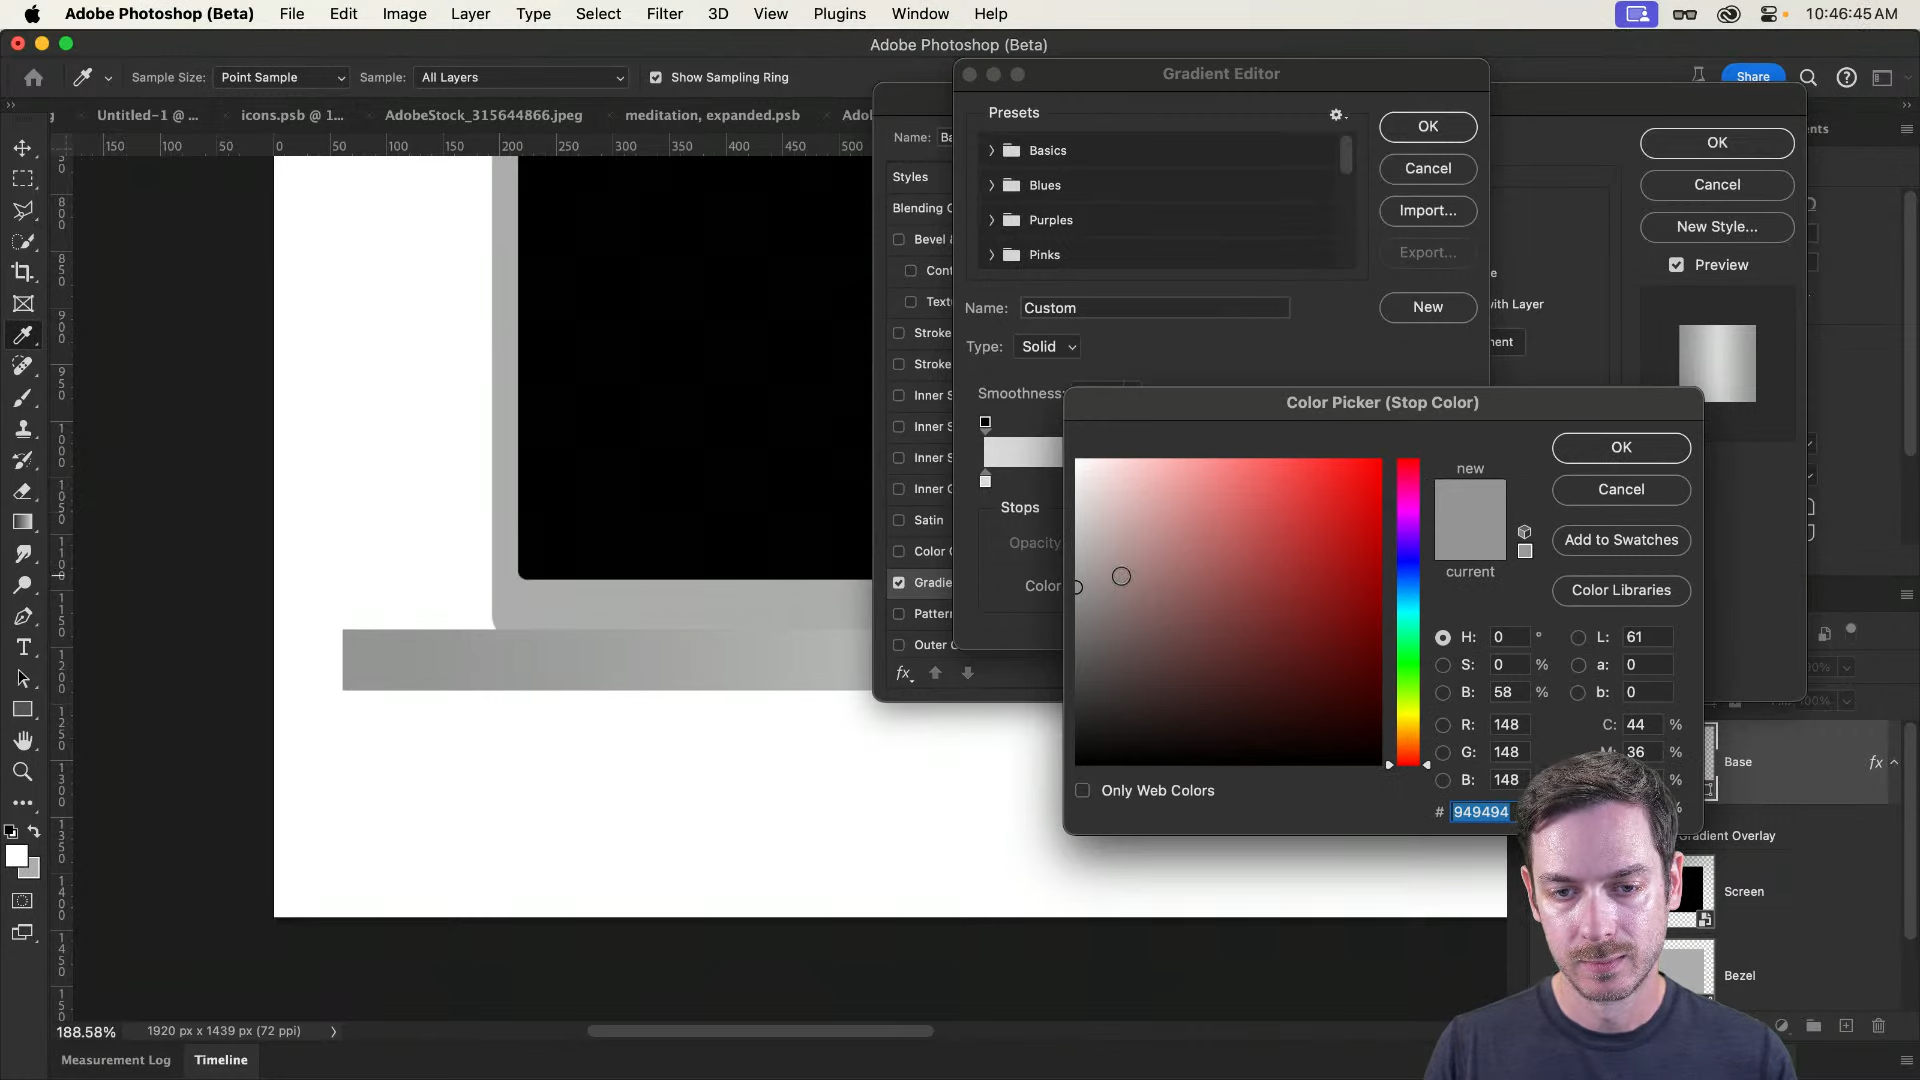 Adobe Photoshop (Beta) File Edit Image Layer Type Select Filter 3D View Plugins Window Help 10:46:45 AM
Adobe Photoshop (Beta)
Sample Size: Point Sample Sample: All Layers Show Sampling Ring Share
Untitled-1 @ ... icons.psb @ 1... AdobeStock_315644866.jpeg meditation, expanded.psb Adob
150 100 50 0 50 100 150 200 250 300 350 400 450 500
Gradient Editor
Presets
Basics
Blues
Purples
Pinks
OK
Cancel
Import...
Export...
Name: Custom
New
Type: Solid
Smoothness:
Stops
Opacity
Color
Name: Ba
Styles
Blending O
Bevel &
Cont
Textu
Stroke
Stroke
Inner S
Inner S
Inner S
Inner G
Satin
Color O
Gradie
Pattern
Outer G
fx
OK
Cancel
New Style...
Preview
with Layer
Color Picker (Stop Color)
new
current
OK
Cancel
Add to Swatches
Color Libraries
H: 0 ° L: 61
S: 0 % a: 0
B: 58 % b: 0
R: 148 C: 44 %
G: 148 M: 36 %
B: 148 %
# 949494 %
Only Web Colors
Base fx
Gradient Overlay
Screen
Bezel
188.58% 1920 px x 1439 px (72 ppi)
Measurement Log Timeline